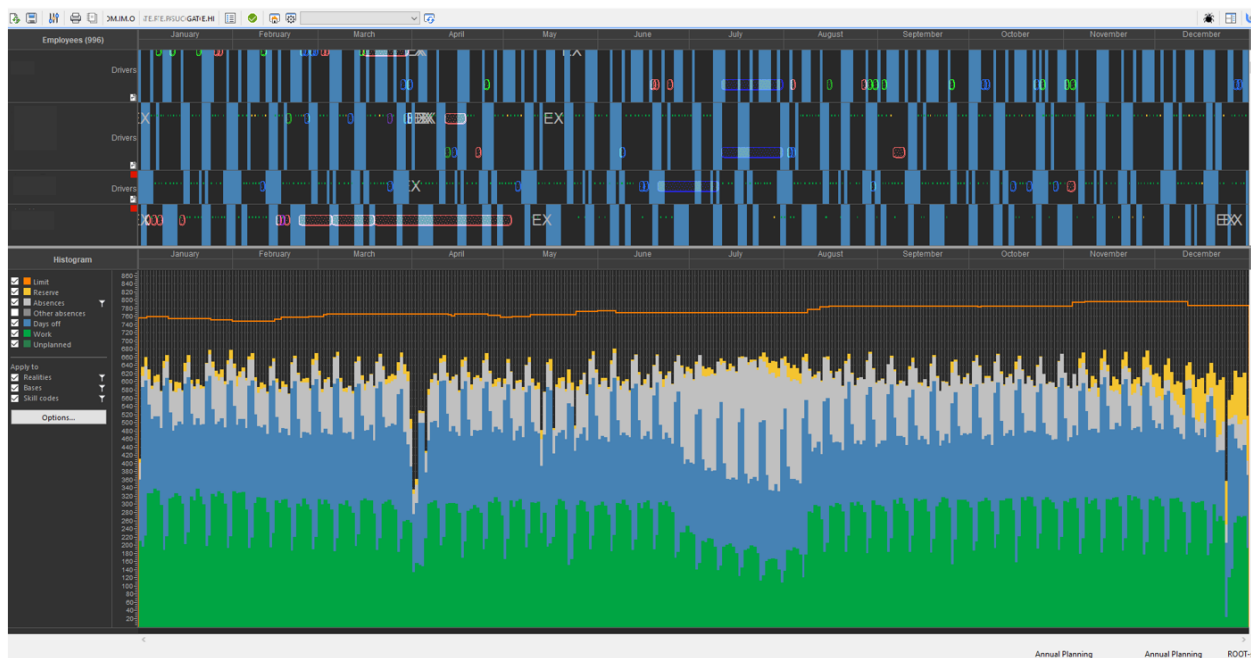 Employees (996)
January February March April May June July August September October November December
Drivers
EX
Drivers
EX
Drivers
EX
Histogram
January February March April May June July August September October November December
Limit
Reserve
Absences
Other absences
Days off
Work
Unplanned
Apply to
Realities
Bases
Skill codes
Options...
860
840
820
800
780
760
740
720
700
680
660
640
620
600
580
560
540
520
500
480
460
440
420
400
380
360
340
320
300
280
260
240
220
200
180
160
140
120
100
80
60
40
20
Annual Planning Annual Planning ROOT-